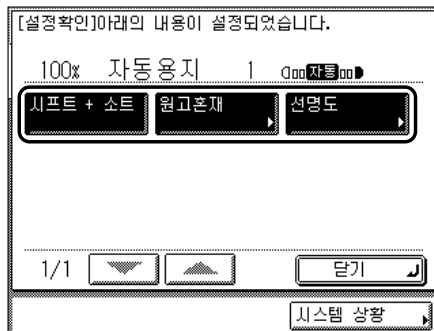 [설정확인]아래의 내용이 설정되었습니다.
100% 자동용지 1 자동
시프트 + 소트 원고혼재 선명도
1/1 닫기
시스템 상황